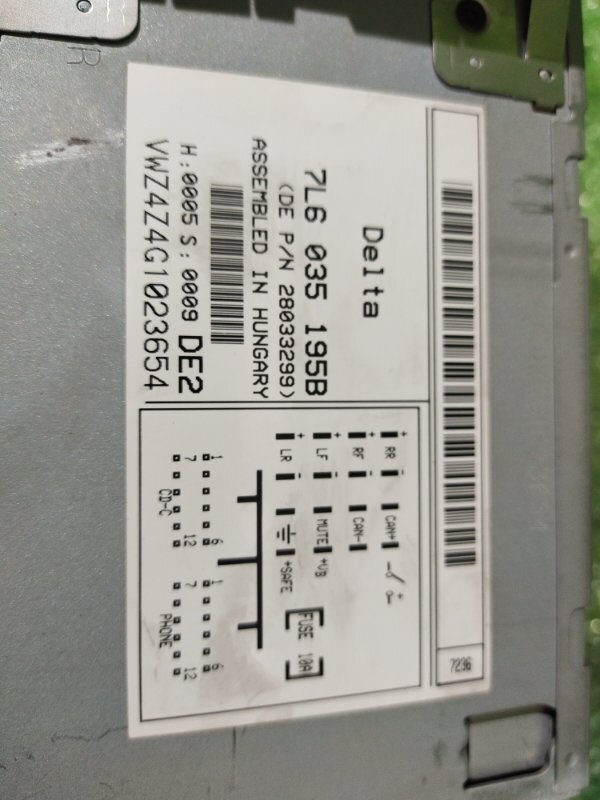 7296
Delta
7L6 035 195B
(DE P/N 28033299)
ASSEMBLED IN HUNGARY
H:0005 S: 0009 DE2
VWZ4Z4G1023654
+ RR - CAN+
+ RF - CAN-
+ LF - MUTE +VB
+ LR - +SAFE
FUSE 10A
1 6 1 6
7 12 7 12
CD-C PHONE
R